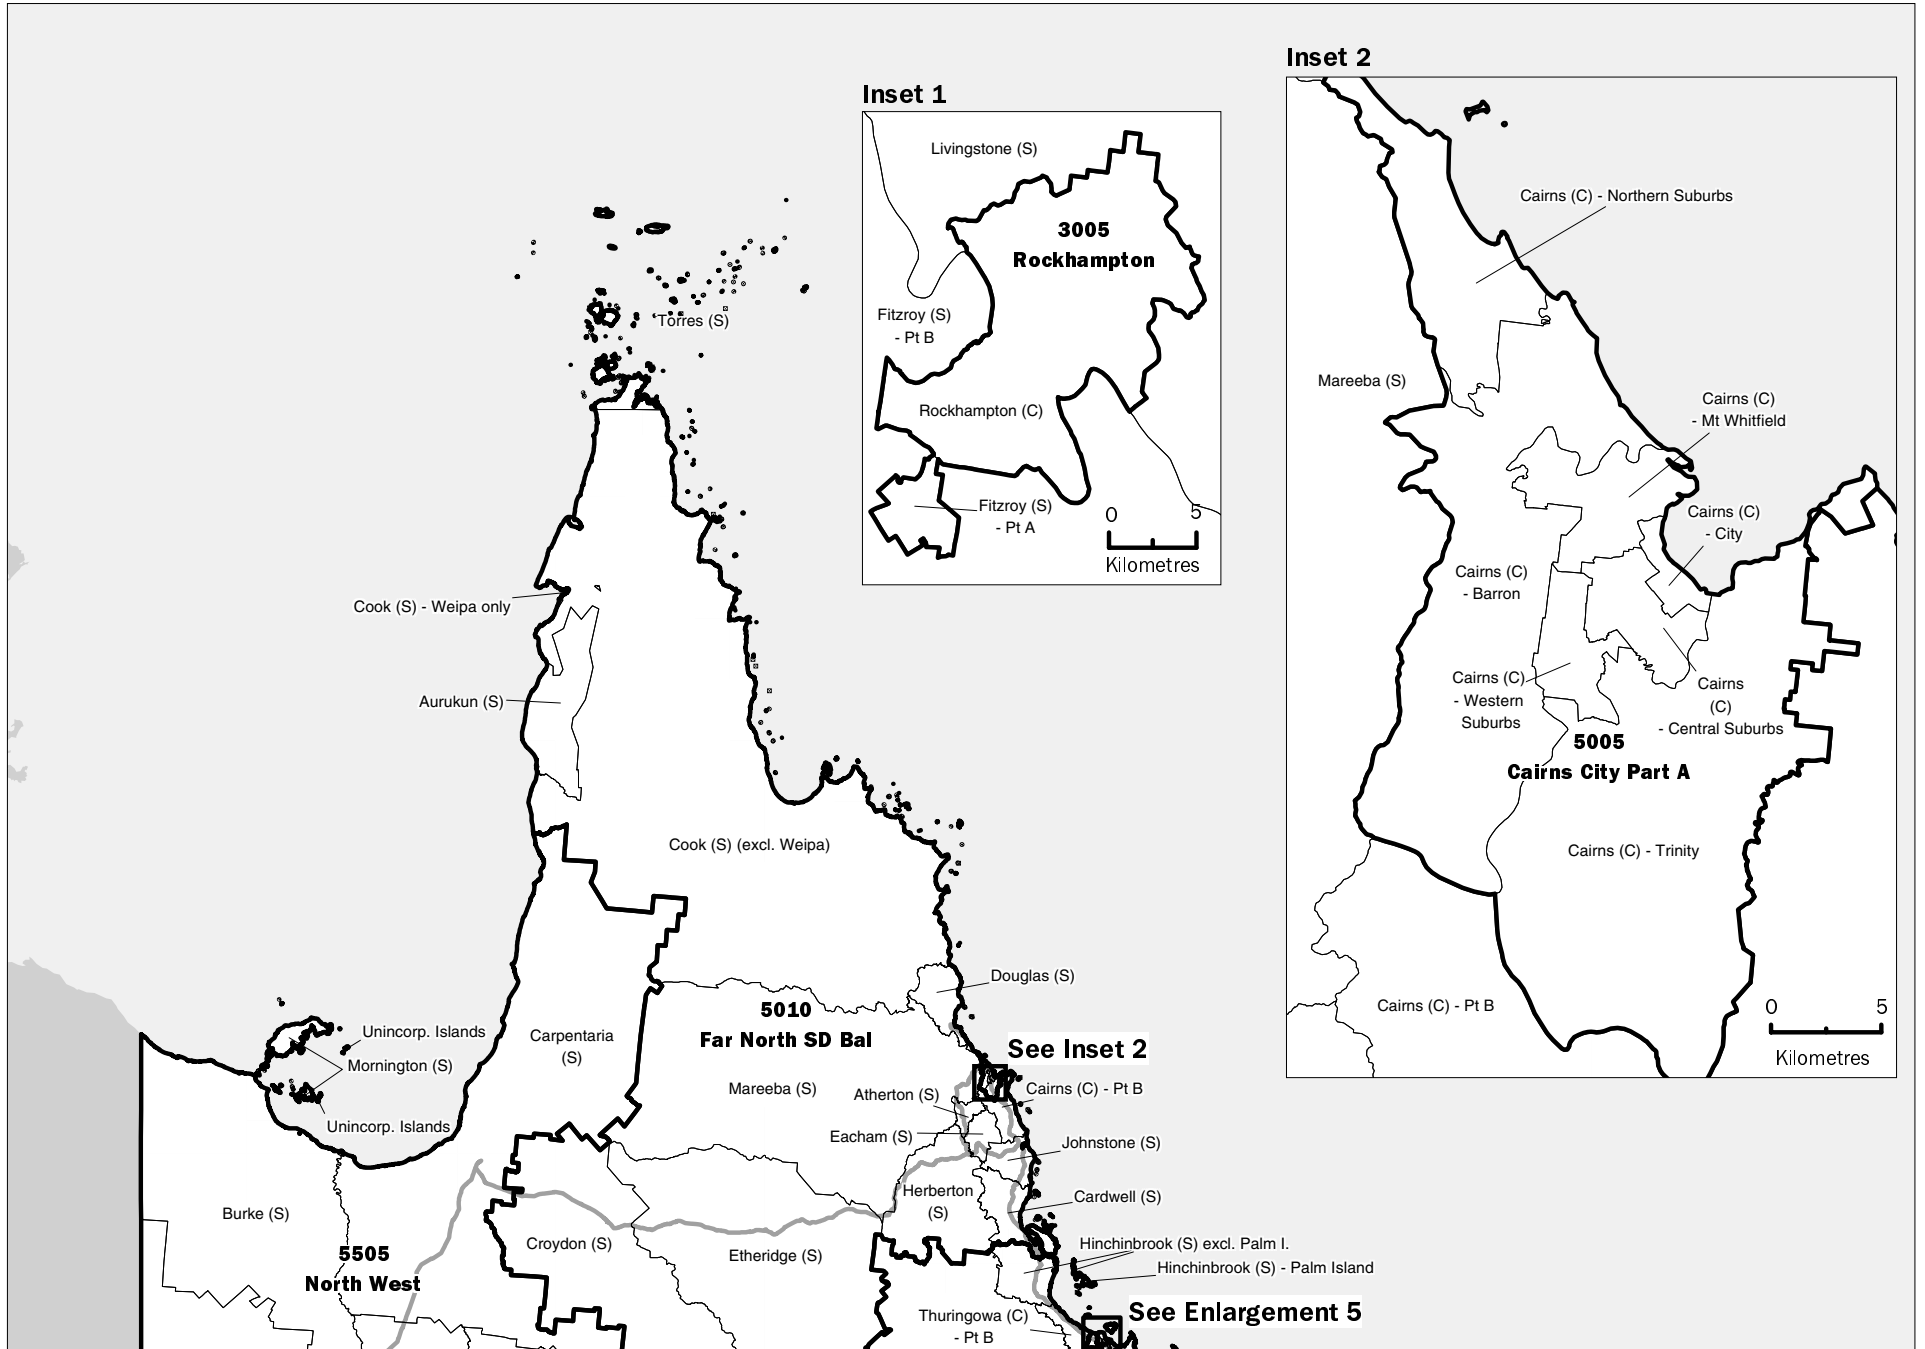 Inset 2
Inset 1
Livingstone (S)
3005
Rockhampton
Fitzroy (S)
- Pt B
Rockhampton (C)
Fitzroy (S)
- Pt A
0 5
Kilometres
Cairns (C) - Northern Suburbs
Mareeba (S)
Cairns (C)
- Mt Whitfield
Cairns (C)
- City
Cairns (C)
- Barron
Cairns (C)
- Western
Suburbs
Cairns
(C)
- Central Suburbs
5005
Cairns City Part A
Cairns (C) - Trinity
Cairns (C) - Pt B
0 5
Kilometres
Torres (S)
Cook (S) - Weipa only
Aurukun (S)
Cook (S) (excl. Weipa)
Douglas (S)
5010
Far North SD Bal
Unincorp. Islands
Mornington (S)
Unincorp. Islands
Carpentaria
(S)
See Inset 2
Mareeba (S)
Atherton (S)
Cairns (C) - Pt B
Eacham (S)
Johnstone (S)
Herberton
(S)
Cardwell (S)
Burke (S)
5505
North West
Croydon (S)
Etheridge (S)
Hinchinbrook (S) excl. Palm I.
Hinchinbrook (S) - Palm Island
Thuringowa (C)
- Pt B
See Enlargement 5